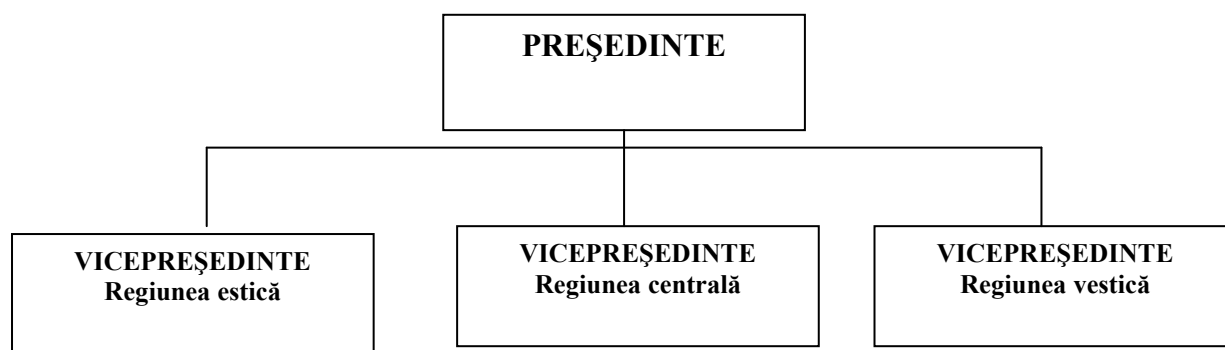 PREŞEDINTE
VICEPREŞEDINTE
Regiunea estică
VICEPREŞEDINTE
Regiunea centrală
VICEPREŞEDINTE
Regiunea vestică